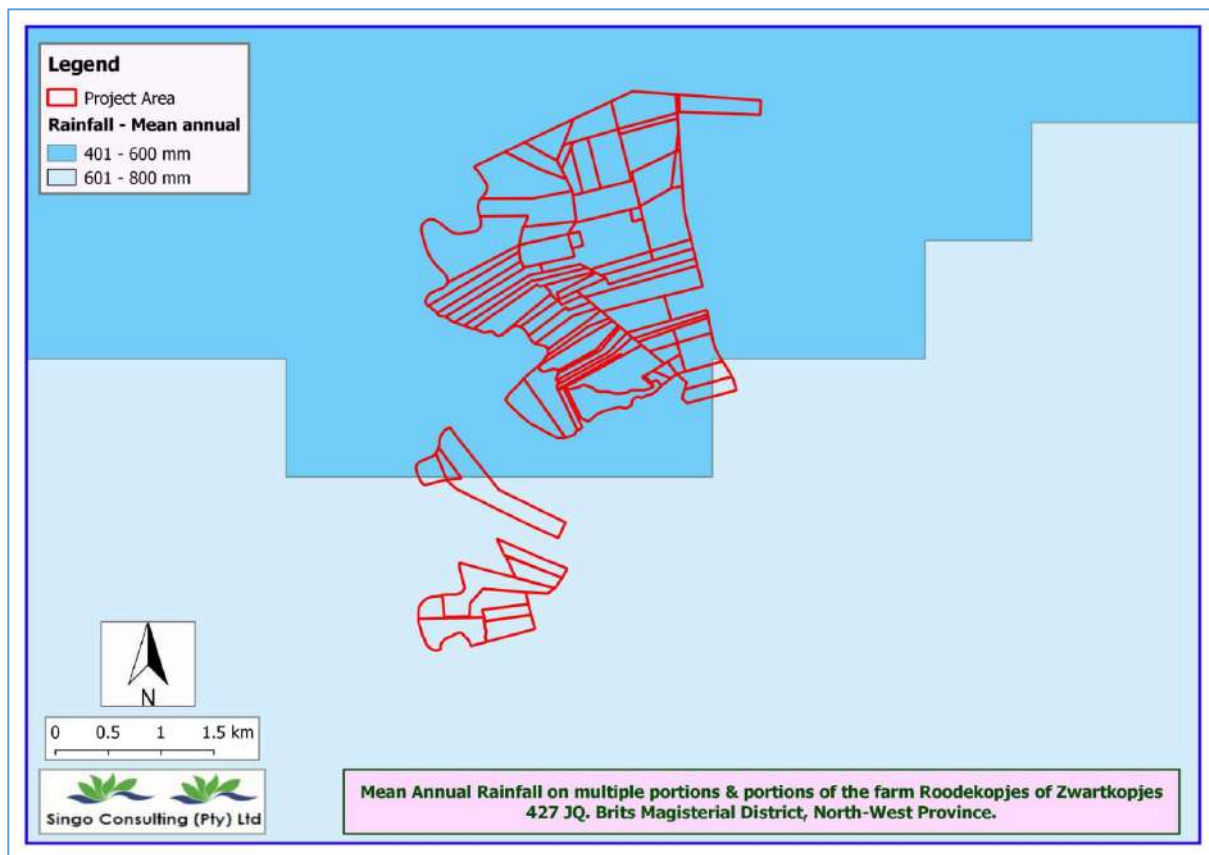 Legend
Project Area
Rainfall - Mean annual
401 - 600 mm
601 - 800 mm
N
0 0.5 1 1.5 km
Singo Consulting (Pty) Ltd
Mean Annual Rainfall on multiple portions & portions of the farm Roodekopjes of Zwartkopjes
427 JQ. Brits Magisterial District, North-West Province.